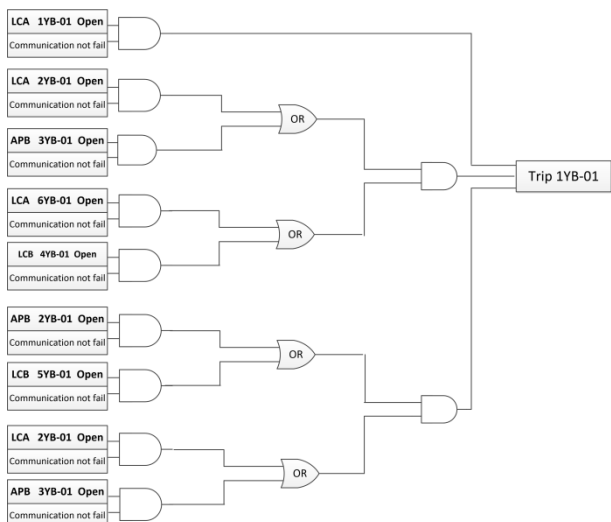 LCA 1YB-01 Open
Communication not fail
LCA 2YB-01 Open
Communication not fail
OR
APB 3YB-01 Open
Communication not fail
Trip 1YB-01
LCA 6YB-01 Open
Communication not fail
OR
LCB 4YB-01 Open
Communication not fail
APB 2YB-01 Open
Communication not fail
OR
LCB 5YB-01 Open
Communication not fail
LCA 2YB-01 Open
Communication not fail
OR
APB 3YB-01 Open
Communication not fail